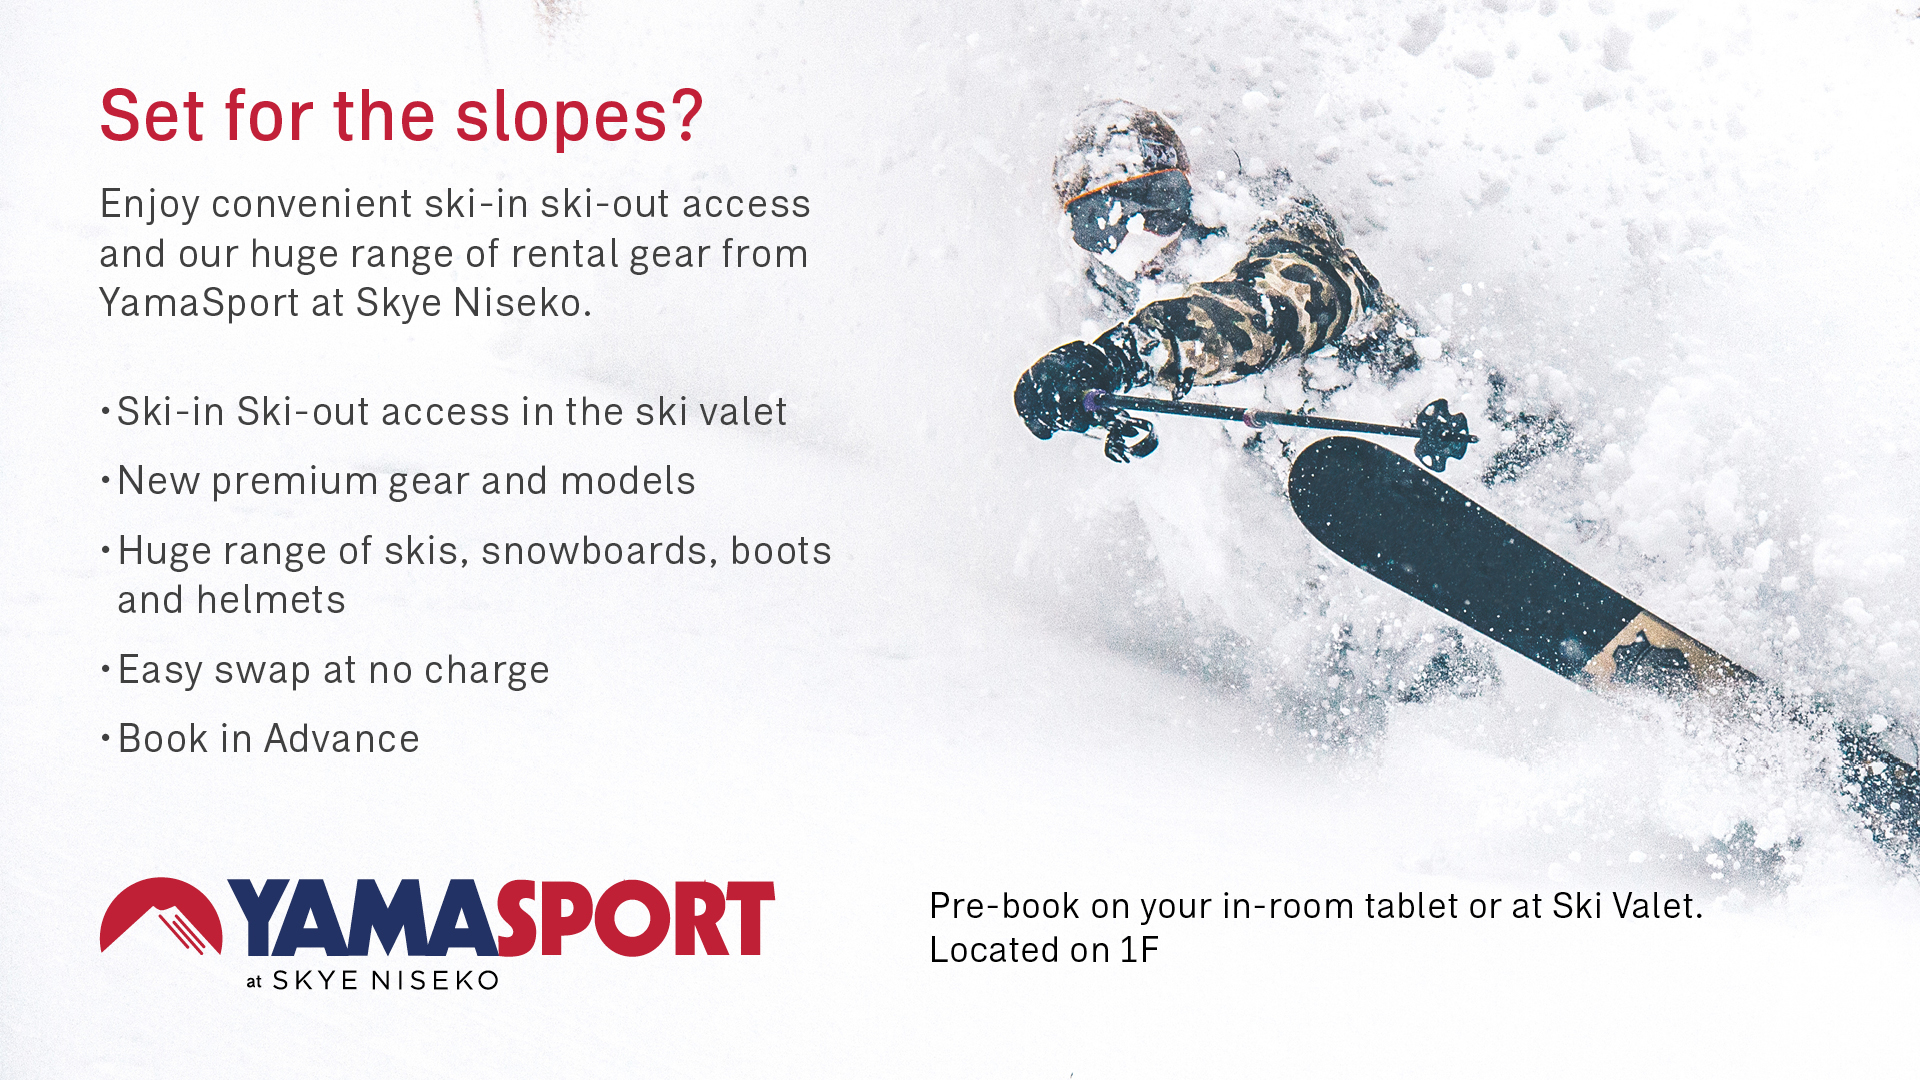 Set for the slopes?
Enjoy convenient ski-in ski-out access
and our huge range of rental gear from
YamaSport at Skye Niseko.
•Ski-in Ski-out access in the ski valet
•New premium gear and models
•Huge range of skis, snowboards, boots
and helmets
•Easy swap at no charge
•Book in Advance
YAMASPORT
at SKYE NISEKO
Pre-book on your in-room tablet or at Ski Valet.
Located on 1F